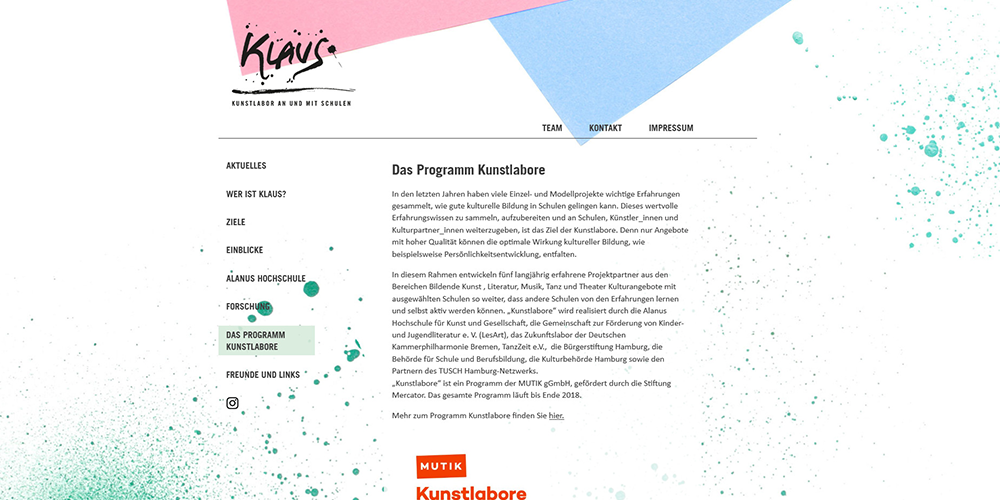 KLAUS
KUNSTLABOR AN UND MIT SCHULEN
TEAM KONTAKT IMPRESSUM
AKTUELLES
WER IST KLAUS?
ZIELE
EINBLICKE
ALANUS HOCHSCHULE
FORSCHUNG
DAS PROGRAMM
KUNSTLABORE
FREUNDE UND LINKS
Das Programm Kunstlabore
In den letzten Jahren haben viele Einzel- und Modellprojekte wichtige Erfahrungen
gesammelt, wie gute kulturelle Bildung in Schulen gelingen kann. Dieses wertvolle
Erfahrungswissen zu sammeln, aufzubereiten und an Schulen, Künstler_innen und
Kulturpartner_innen weiterzugeben, ist das Ziel der Kunstlabore. Denn nur Angebote
mit hoher Qualität können die optimale Wirkung kultureller Bildung, wie
beispielsweise Persönlichkeitsentwicklung, entfalten.
In diesem Rahmen entwickeln fünf langjährig erfahrene Projektpartner aus den
Bereichen Bildende Kunst , Literatur, Musik, Tanz und Theater Kulturangebote mit
ausgewählten Schulen so weiter, dass andere Schulen von den Erfahrungen lernen
und selbst aktiv werden können. „Kunstlabore" wird realisiert durch die Alanus
Hochschule für Kunst und Gesellschaft, die Gemeinschaft zur Förderung von Kinder-
und Jugendliteratur e. V. (LesArt), das Zukunftslabor der Deutschen
Kammerphilharmonie Bremen, TanzZeit e.V., die Bürgerstiftung Hamburg, die
Behörde für Schule und Berufsbildung, die Kulturbehörde Hamburg sowie den
Partnern des TUSCH Hamburg-Netzwerks.
„Kunstlabore" ist ein Programm der MUTIK gGmbH, gefördert durch die Stiftung
Mercator. Das gesamte Programm läuft bis Ende 2018.
Mehr zum Programm Kunstlabore finden Sie hier.
MUTIK
Kunstlabore